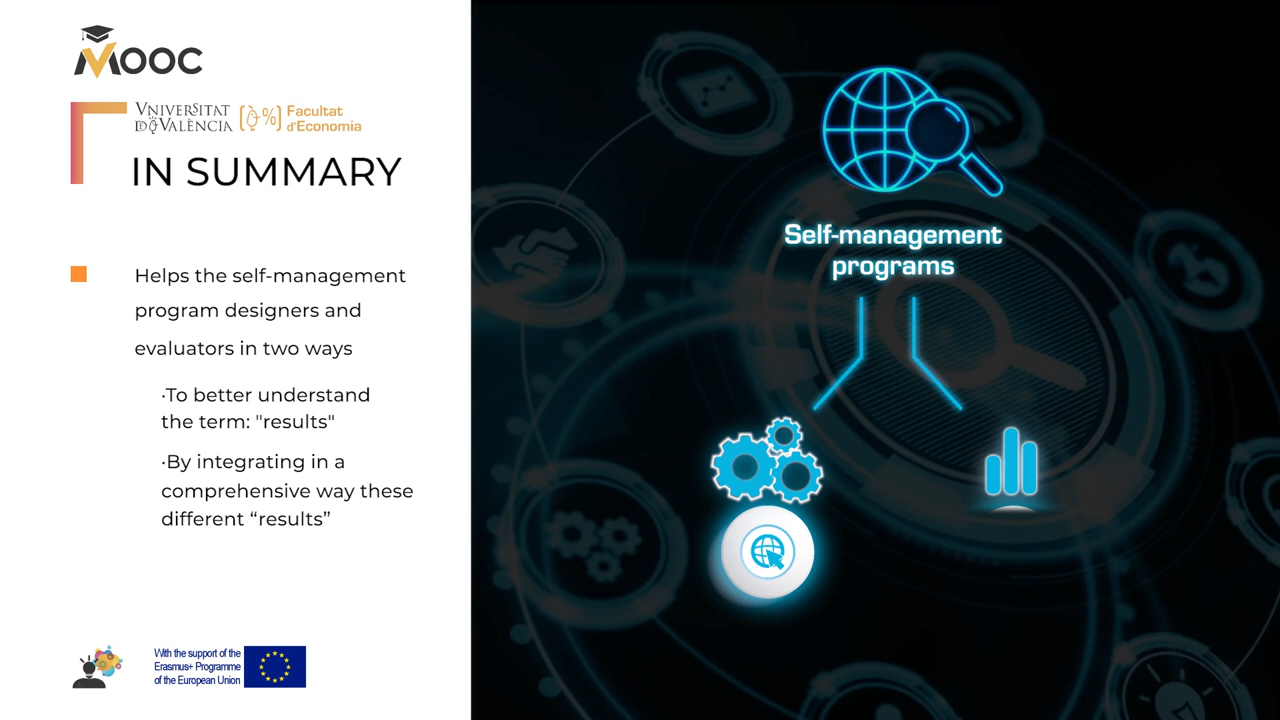 MOOC
VNIVERSITAT
D VALÈNCIA
Facultat
d'Economia
IN SUMMARY
Helps the self-management
program designers and
evaluators in two ways
·To better understand
the term: "results"
·By integrating in a
comprehensive way these
different “results”
With the support of the
Erasmus+ Programme
of the European Union
Self-management
programs